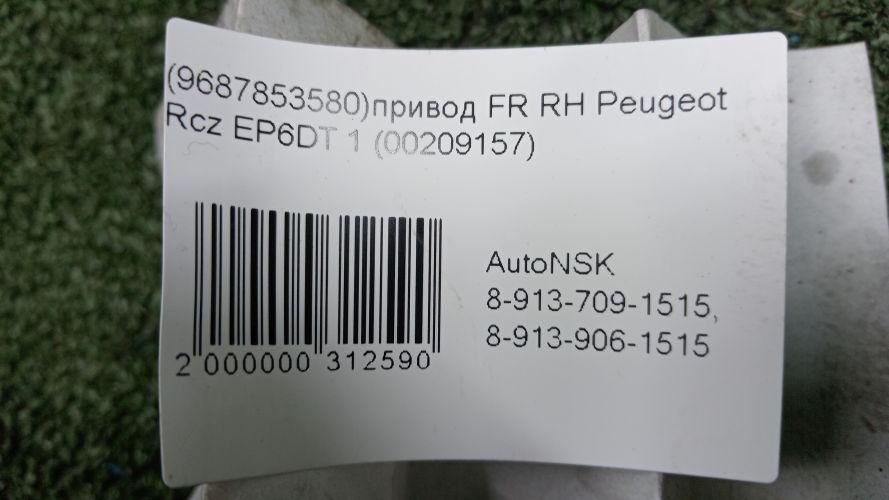 (9687853580)привод FR RH Peugeot
Rcz EP6DT 1 (00209157)
AutoNSK
8-913-709-1515,
8-913-906-1515
2 000000 312590